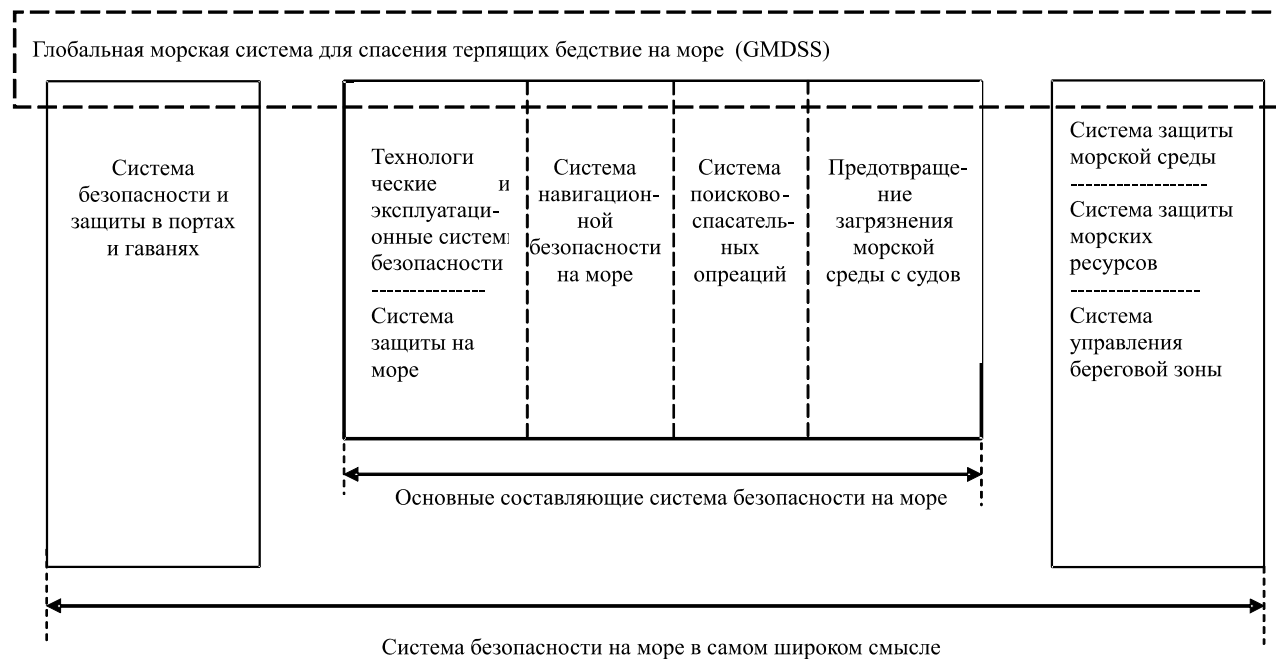 Глобальная морская система для спасения терпящих бедствие на море (GMDSS)
Система
безопасности и
защиты в портах
и гаванях
Технологи
ческие и
эксплуатаци-
онные систем
безопасности
----------------
Система
защиты на
море
Система
навигацион-
ной
безопасности
на море
Система
поисково-
спасатель-
ных
опреаций
Предотвраще-
ние
загрязнения
морской
среды с судов
Система защиты
морской среды
-----------------
Система защиты
морских
ресурсов
-----------------
Система
управления
береговой зоны
Основные составляющие система безопасности на море
Система безопасности на море в самом широком смысле